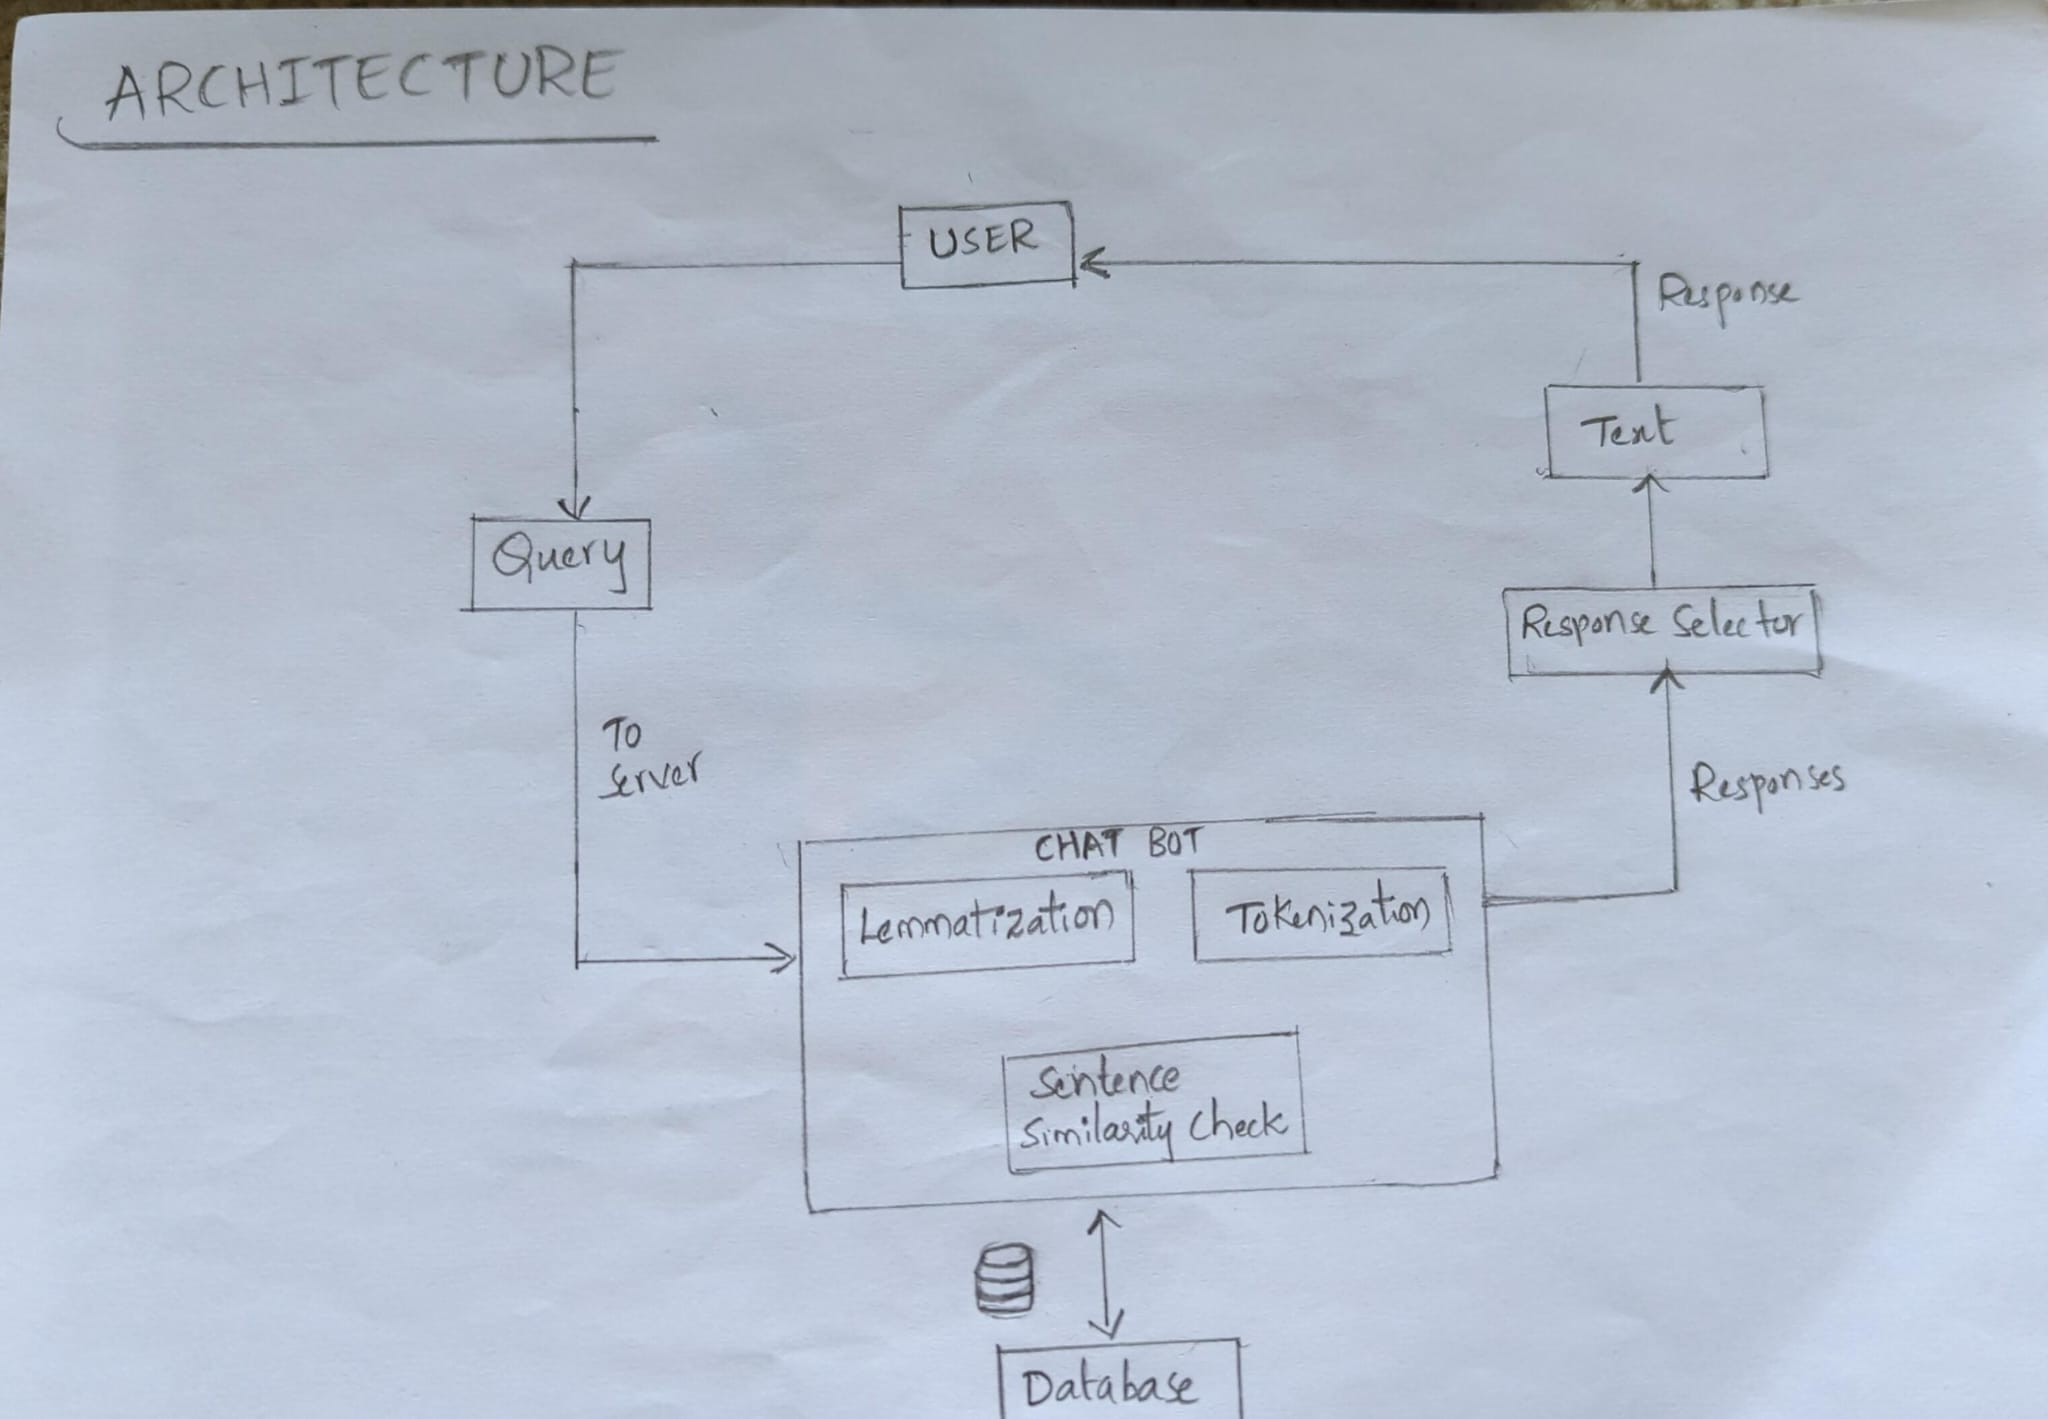 ARCHITECTURE
USER
Response
Text
Query
Response Selector
To
Server
Responses
CHAT BOT
Lemmatization
Tokenization
Sentence
Similarity Check
Database